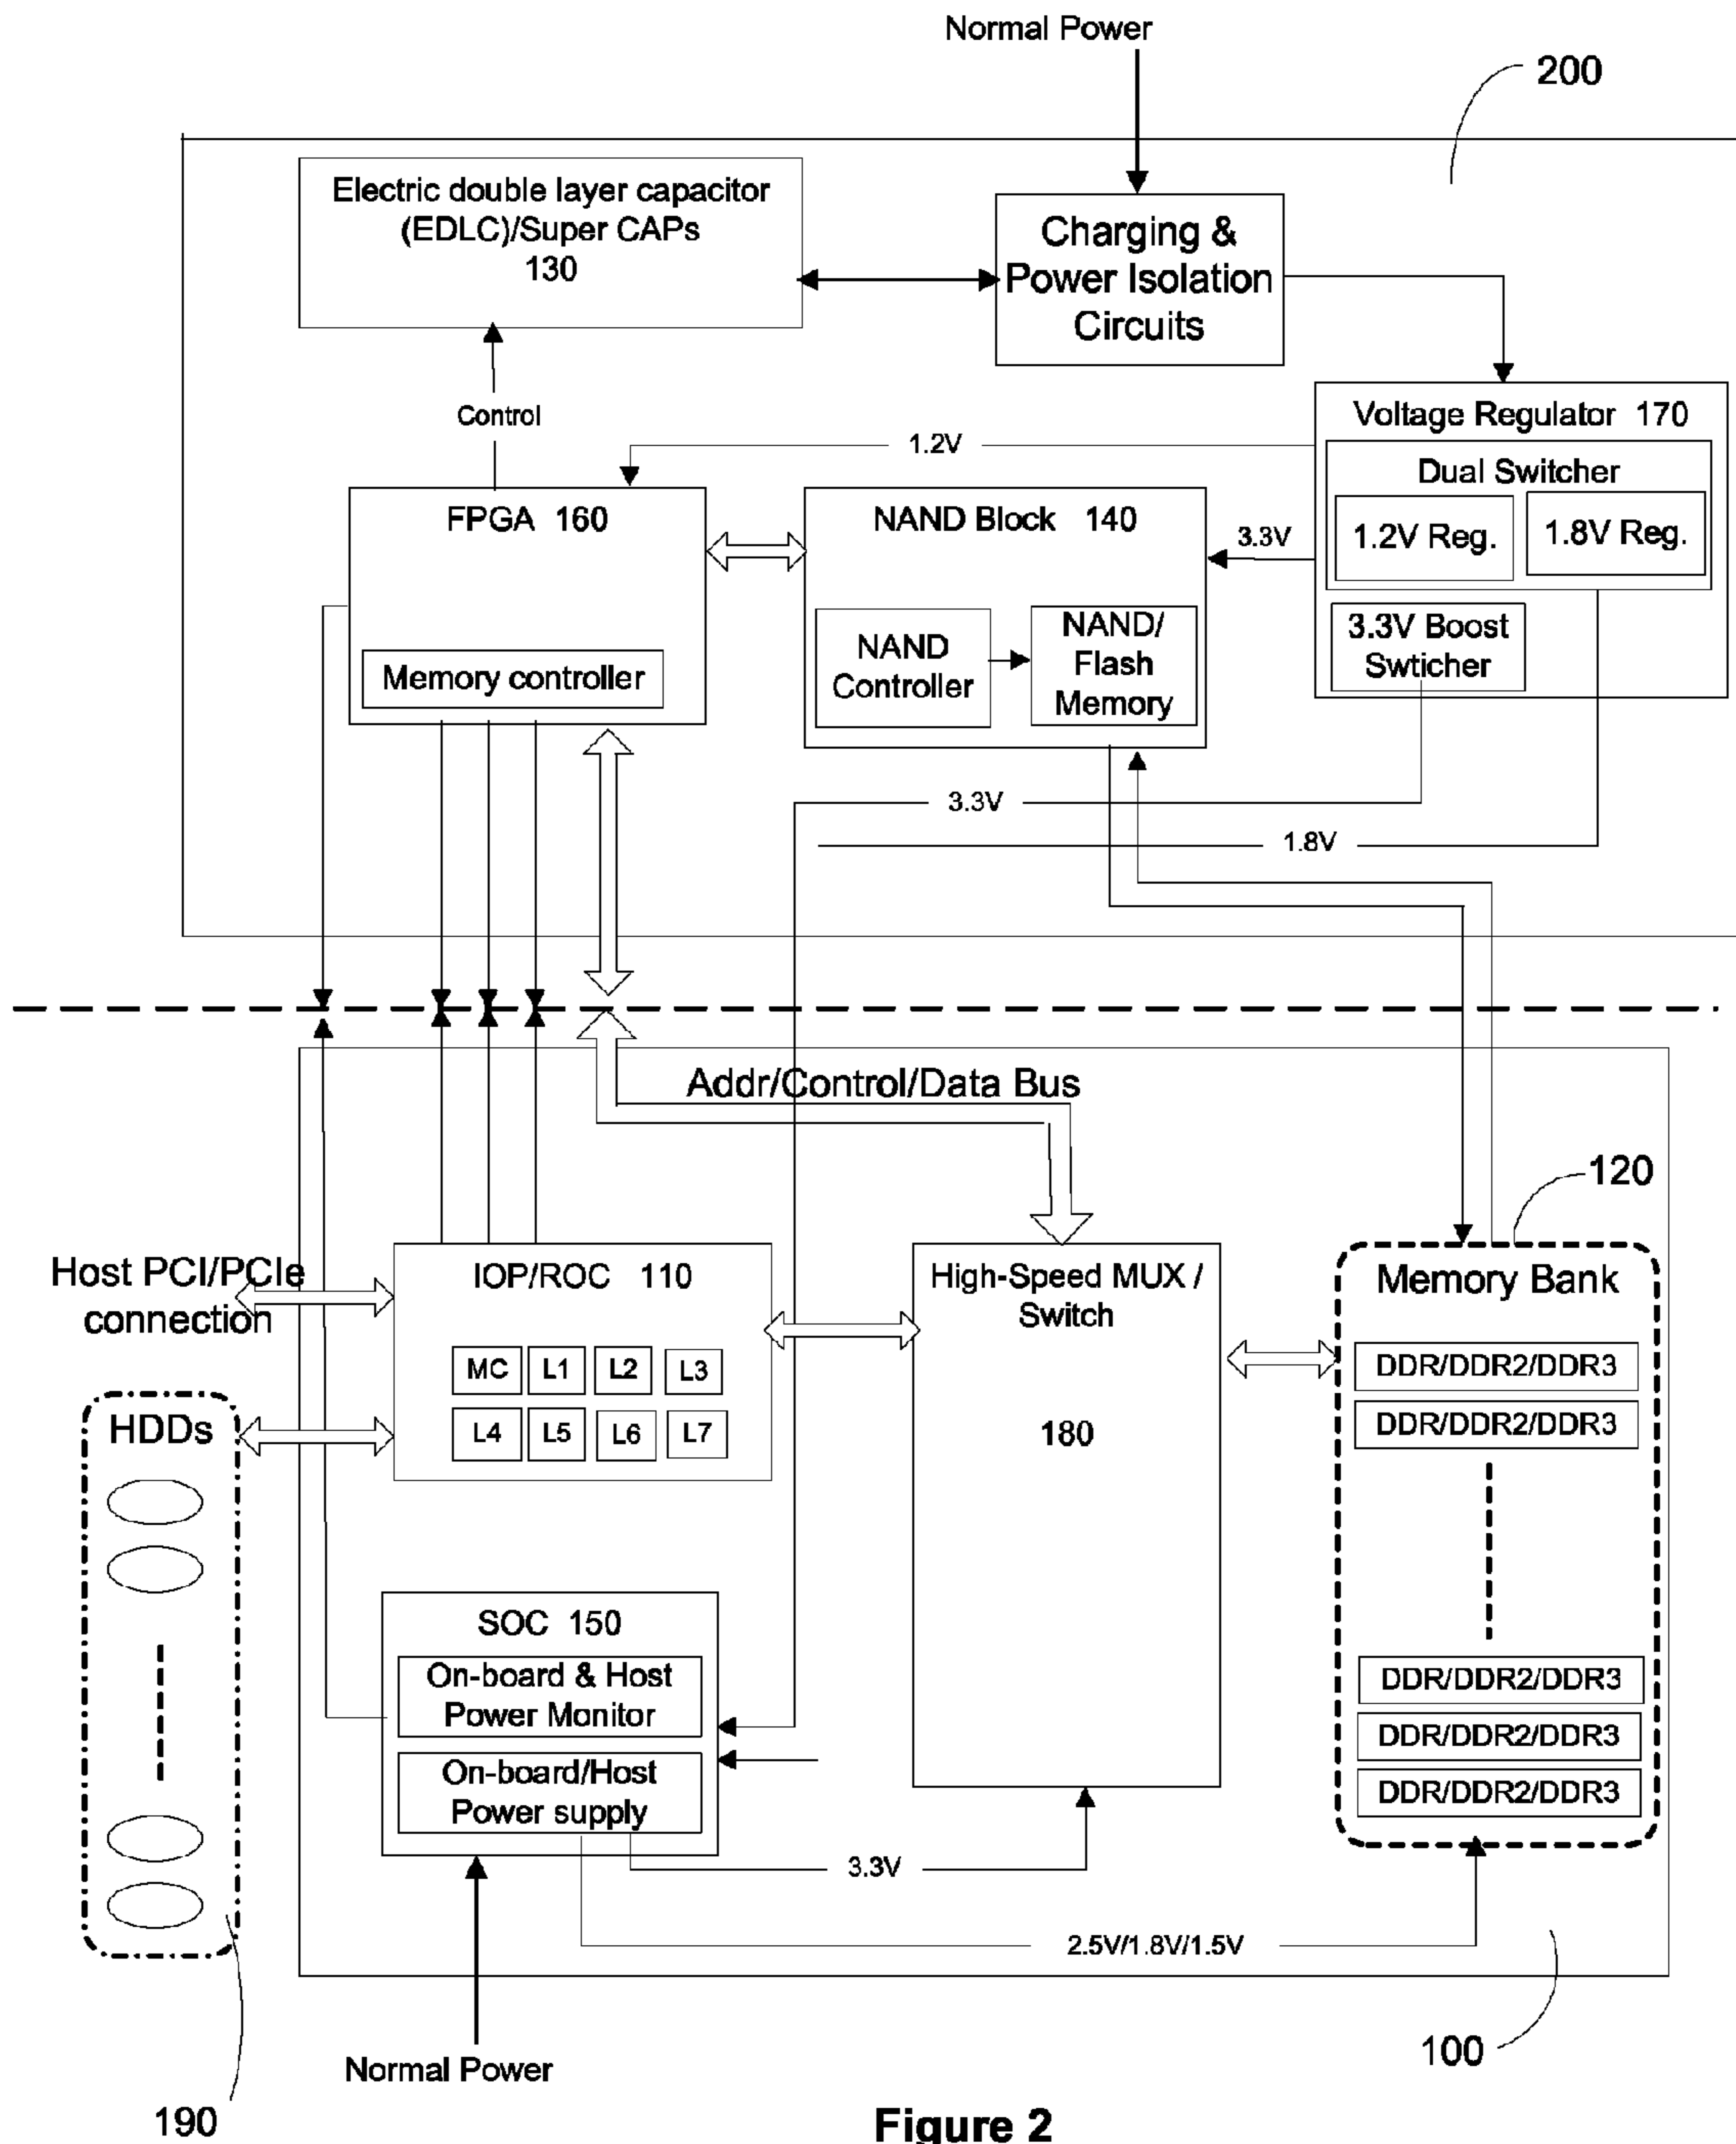 Normal Power
200
Electric double layer capacitor
(EDLC)/Super CAPs
130
Charging &
Power Isolation
Circuits
Control
1.2V
Voltage Regulator 170
Dual Switcher
1.2V Reg.
1.8V Reg.
3.3V Boost
Swticher
FPGA 160
Memory controller
NAND Block 140
NAND
Controller
NAND/
Flash
Memory
3.3V
3.3V
1.8V
Addr/Control/Data Bus
120
Host PCI/PCIe
connection
IOP/ROC 110
MC
L1
L2
L3
L4
L5
L6
L7
High-Speed MUX /
Switch
180
Memory Bank
DDR/DDR2/DDR3
DDR/DDR2/DDR3
DDR/DDR2/DDR3
DDR/DDR2/DDR3
DDR/DDR2/DDR3
HDDs
SOC 150
On-board & Host
Power Monitor
On-board/Host
Power supply
3.3V
2.5V/1.8V/1.5V
Normal Power
100
190
Figure 2